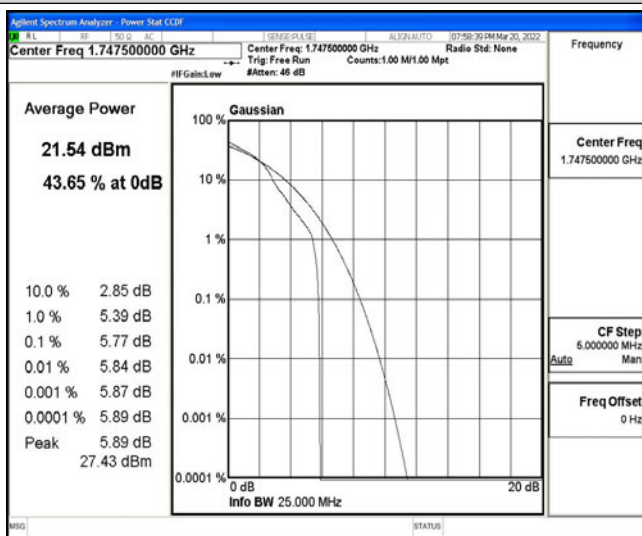 Agilent Spectrum Analyzer - Power Stat CCDF
RL RF 50 Ω AC SENSE:PULSE ALIGN AUTO 07:58:39 PM Mar 20, 2022
Center Freq 1.747500000 GHz
Center Freq: 1.747500000 GHz
Radio Std: None
Trig: Free Run
Counts:1.00 M/1.00 Mpt
#IFGain:Low
#Atten: 46 dB
Average Power
21.54 dBm
43.65 % at 0dB
10.0 % 2.85 dB
1.0 % 5.39 dB
0.1 % 5.77 dB
0.01 % 5.84 dB
0.001 % 5.87 dB
0.0001 % 5.89 dB
Peak 5.89 dB
27.43 dBm
Gaussian
100 %
10 %
1 %
0.1 %
0.01 %
0.001 %
0.0001 %
0 dB
20 dB
Info BW 25.000 MHz
Frequency
Center Freq
1.747500000 GHz
CF Step
5.000000 MHz
Auto Man
Freq Offset
0 Hz
MSG
STATUS